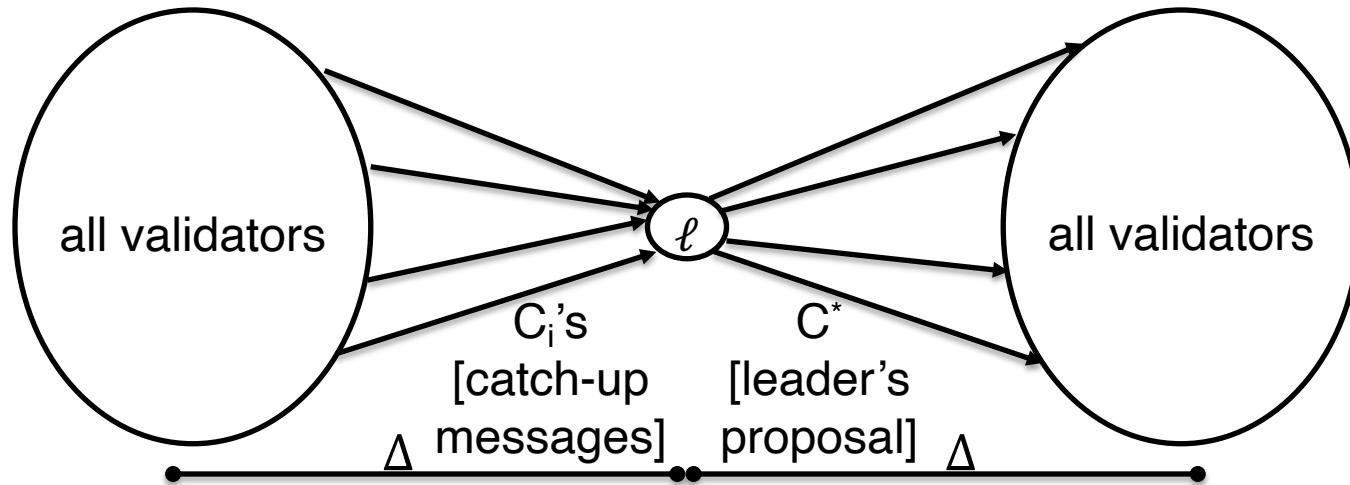 all validators
ℓ
all validators
C_i's
[catch-up
messages]
C*
[leader's
proposal]
Δ
Δ